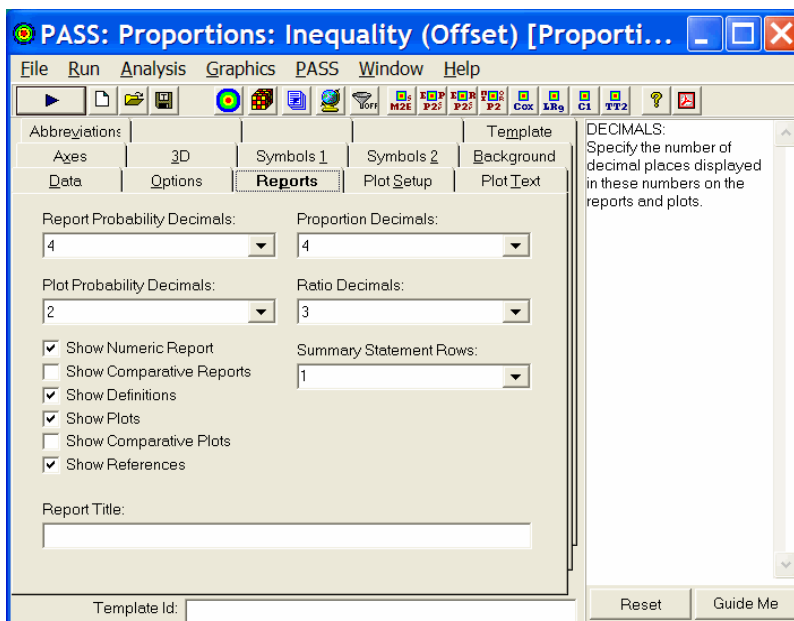 PASS: Proportions: Inequality (Offset) [Proporti...
File Run Analysis Graphics PASS Window Help
OFF M2E P2 P2 P2 Cox LRg C1 TT2
Abbreviations Template
Axes 3D Symbols 1 Symbols 2 Background
Data Options Reports Plot Setup Plot Text
Report Probability Decimals: Proportion Decimals:
4 4
Plot Probability Decimals: Ratio Decimals:
2 3
Show Numeric Report Summary Statement Rows:
Show Comparative Reports 1
Show Definitions
Show Plots
Show Comparative Plots
Show References
Report Title:
Template Id:
DECIMALS:
Specify the number of
decimal places displayed
in these numbers on the
reports and plots.
Reset Guide Me